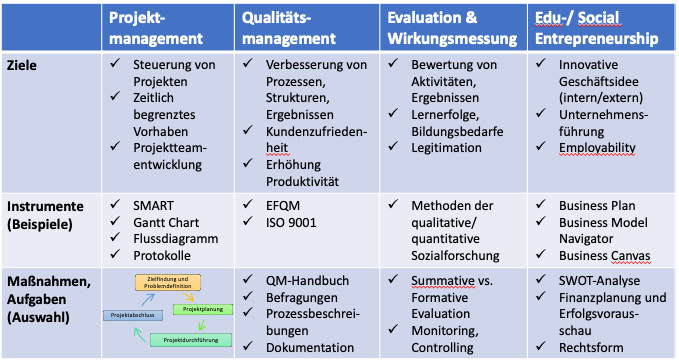 Projekt-
management
Qualitäts-
management
Evaluation &
Wirkungsmessung
Edu-/ Social
Entrepreneurship
Ziele
✓ Steuerung von
Projekten
✓ Zeitlich
begrenztes
Vorhaben
✓ Projektteam-
entwicklung
✓ Verbesserung von
Prozessen,
Strukturen,
Ergebnissen
✓ Kundenzufrieden-
heit
✓ Erhöhung
Produktivität
✓ Bewertung von
Aktivitäten,
Ergebnissen
✓ Lernerfolge,
Bildungsbedarfe
✓ Legitimation
✓ Innovative
Geschäftsidee
(intern/extern)
✓ Unternehmens-
führung
✓ Employability
Instrumente
(Beispiele)
✓ SMART
✓ Gantt Chart
✓ Flussdiagramm
✓ Protokolle
✓ EFQM
✓ ISO 9001
✓ Methoden der
qualitative/
quantitative
Sozialforschung
✓ Business Plan
✓ Business Model
Navigator
✓ Business Canvas
Maßnahmen,
Aufgaben
(Auswahl)
Zielfindung und
Problemdefinition
Projektplanung
Projektabschluss
Projektdurchführung
✓ QM-Handbuch
✓ Befragungen
✓ Prozessbeschrei-
bungen
✓ Dokumentation
✓ Summative vs.
Formative
Evaluation
✓ Monitoring,
Controlling
✓ SWOT-Analyse
✓ Finanzplanung und
Erfolgsvoraus-
schau
✓ Rechtsform